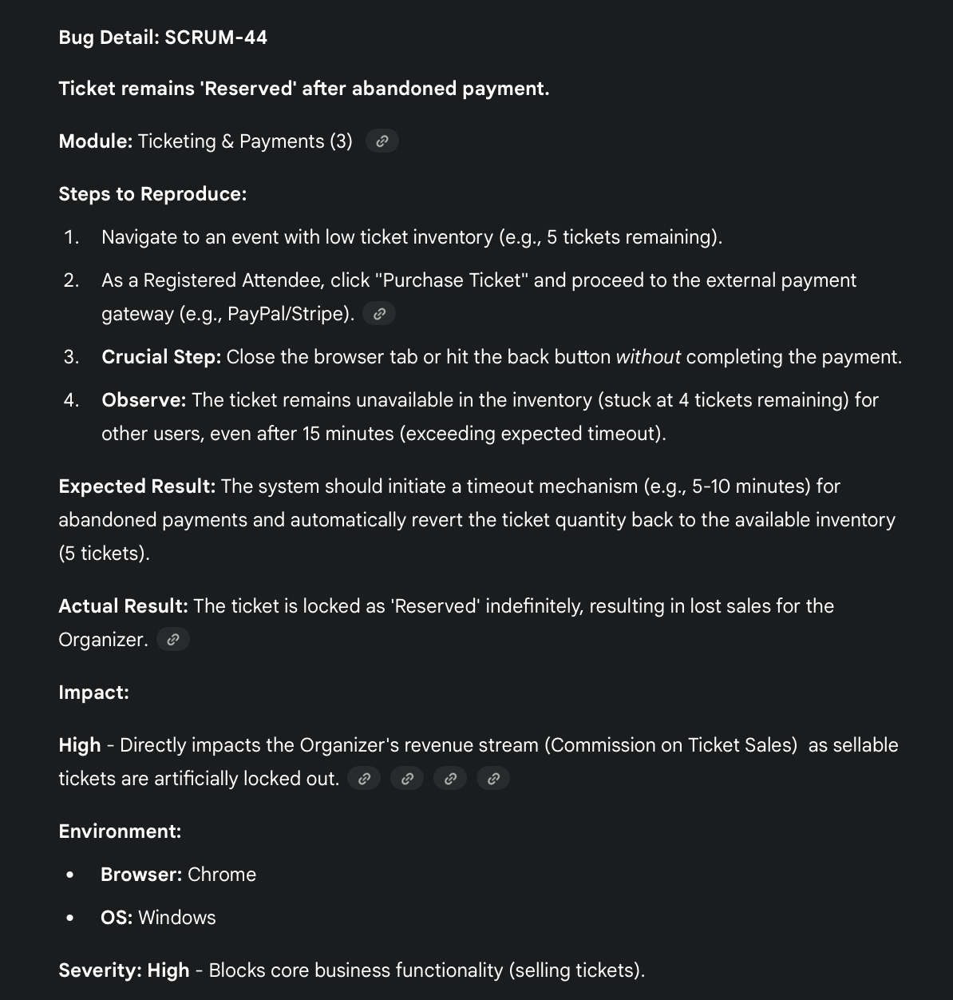 Bug Detail: SCRUM-44
Ticket remains 'Reserved' after abandoned payment.
Module: Ticketing & Payments (3)
Steps to Reproduce:
1. Navigate to an event with low ticket inventory (e.g., 5 tickets remaining).
2. As a Registered Attendee, click "Purchase Ticket" and proceed to the external payment
gateway (e.g., PayPal/Stripe).
3. Crucial Step: Close the browser tab or hit the back button without completing the payment.
4. Observe: The ticket remains unavailable in the inventory (stuck at 4 tickets remaining) for
other users, even after 15 minutes (exceeding expected timeout).
Expected Result: The system should initiate a timeout mechanism (e.g., 5-10 minutes) for
abandoned payments and automatically revert the ticket quantity back to the available inventory
(5 tickets).
Actual Result: The ticket is locked as 'Reserved' indefinitely, resulting in lost sales for the
Organizer.
Impact:
High - Directly impacts the Organizer's revenue stream (Commission on Ticket Sales)  as sellable
tickets are artificially locked out.
Environment:
• Browser: Chrome
• OS: Windows
Severity: High - Blocks core business functionality (selling tickets).